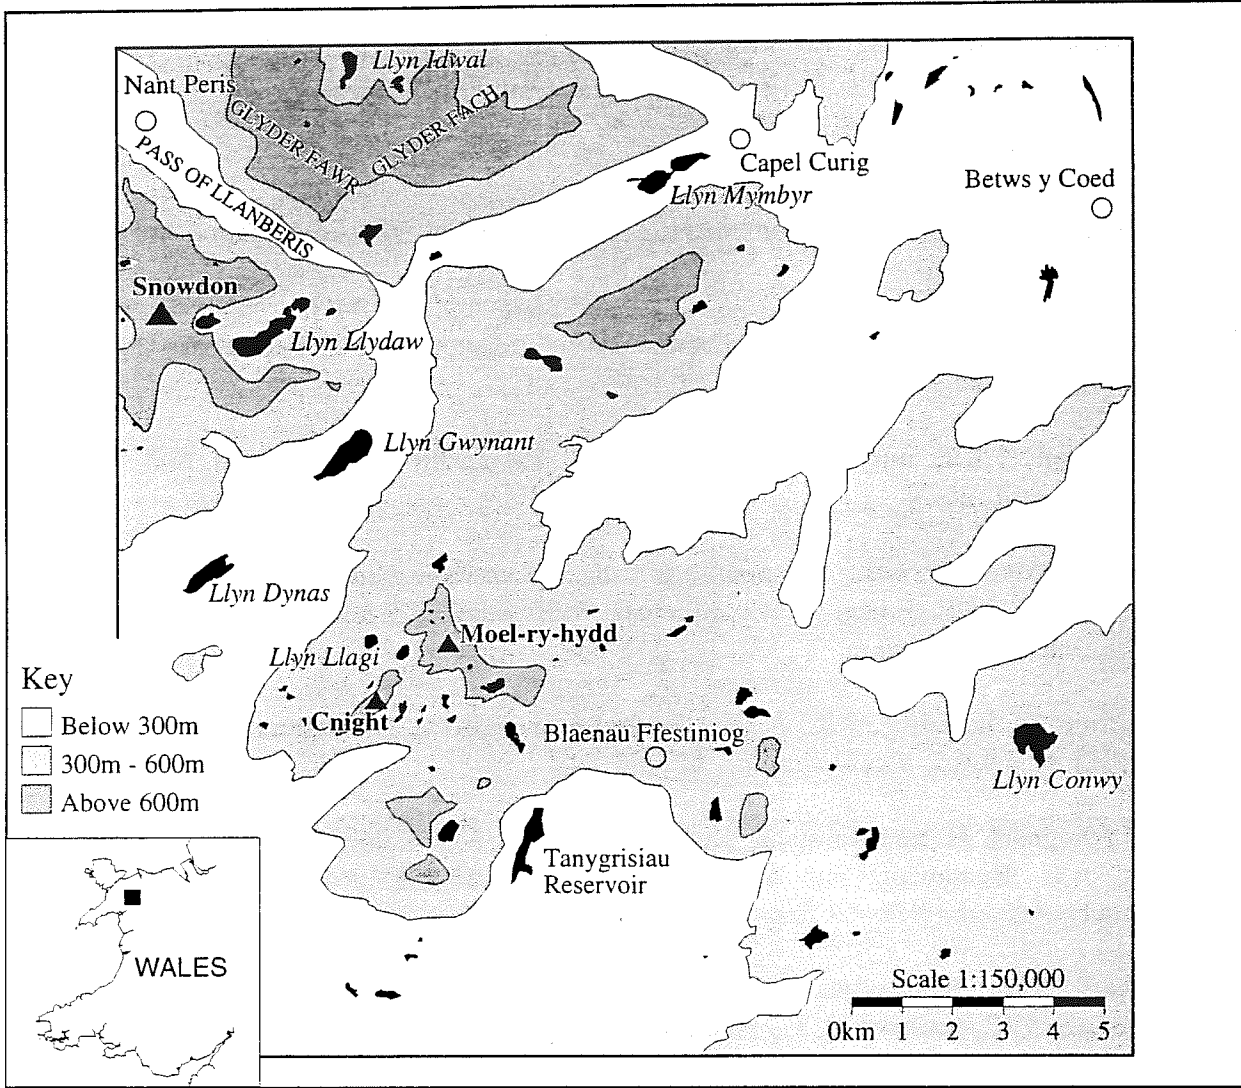 Llyn Idwal
Nant Peris
GLYDER FAWR
GLYDER FACH
PASS OF LLANBERIS
Capel Curig
Llyn Mymbyr
Betws y Coed
Snowdon
Llyn Llydaw
Llyn Gwynant
Llyn Dynas
Moel-ry-hydd
Llyn Llagi
Cnight
Blaenau Ffestiniog
Llyn Conwy
Tanygrisiau
Reservoir
Key
Below 300m
300m - 600m
Above 600m
WALES
Scale 1:150,000
0km 1 2 3 4 5